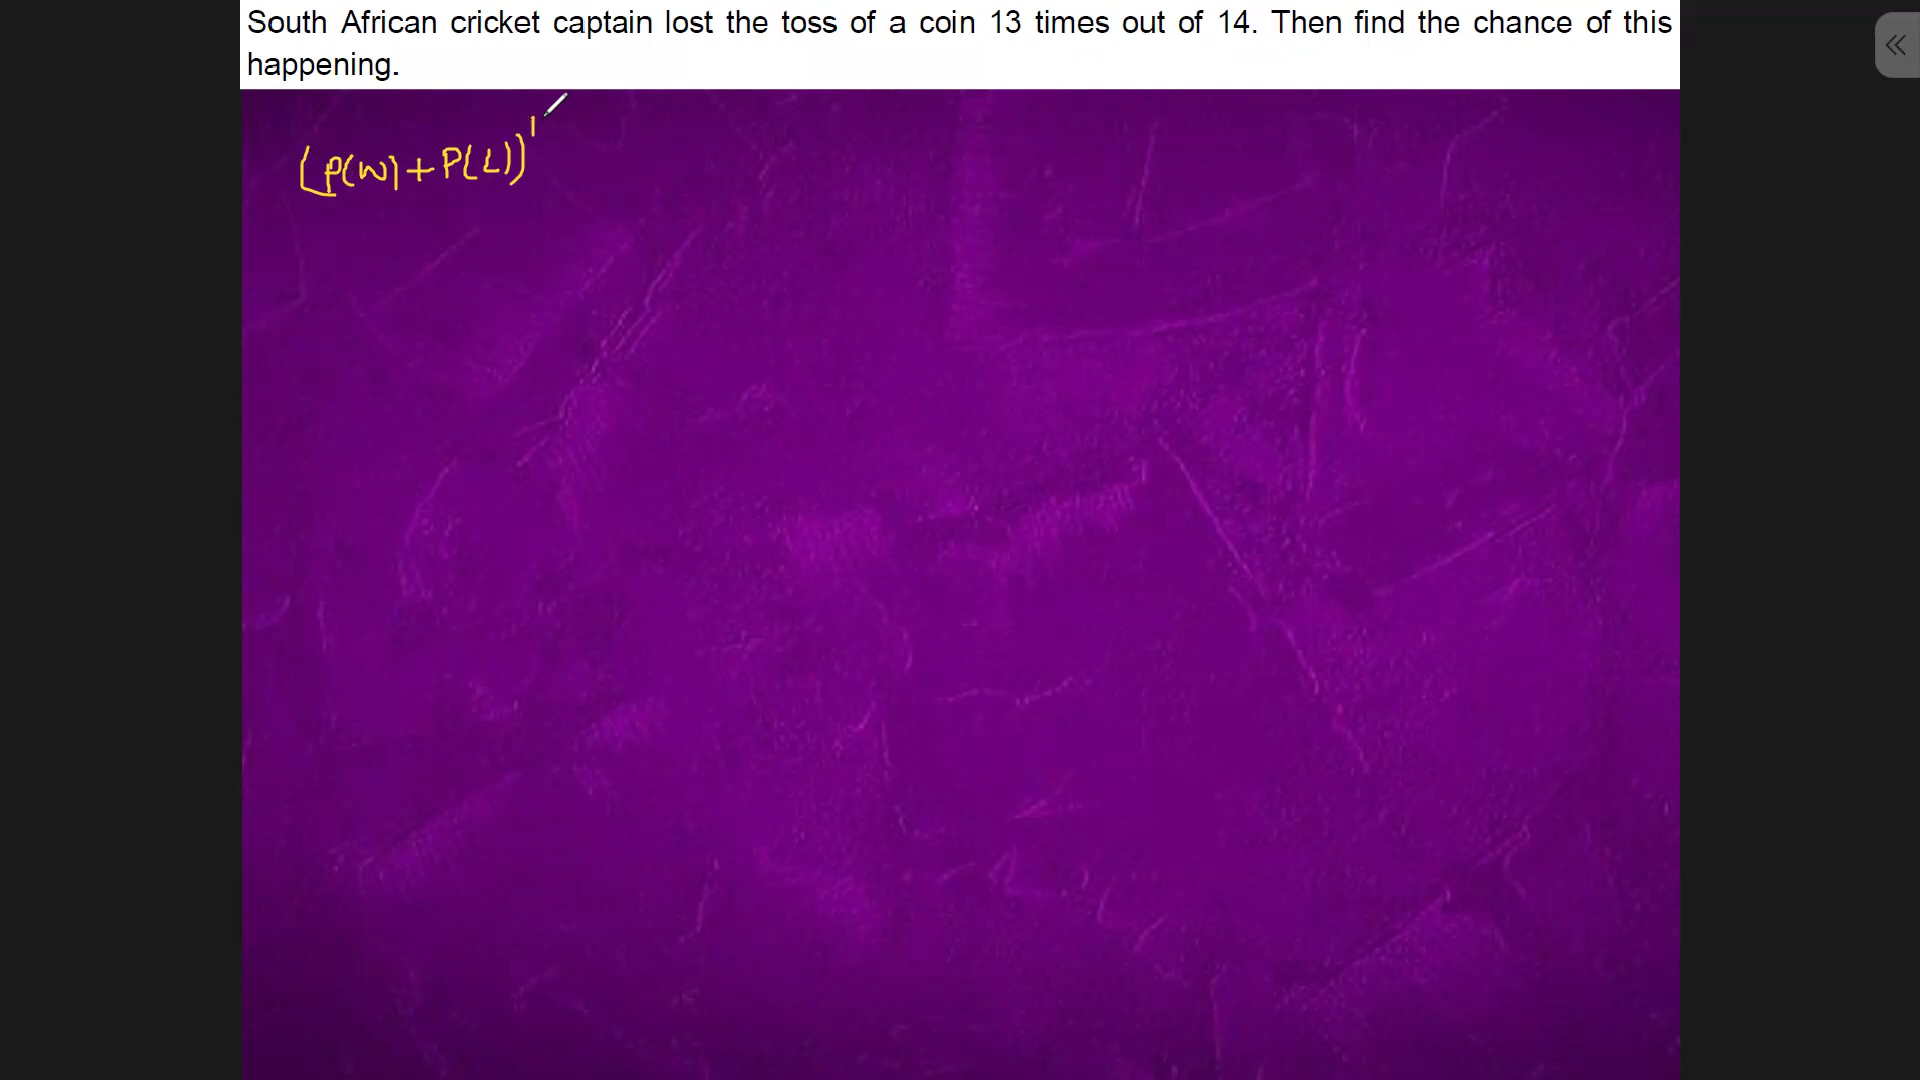 South African cricket captain lost the toss of a coin 13 times out of 14. Then find the chance of this
happening.
(P(W)+P(L))^1